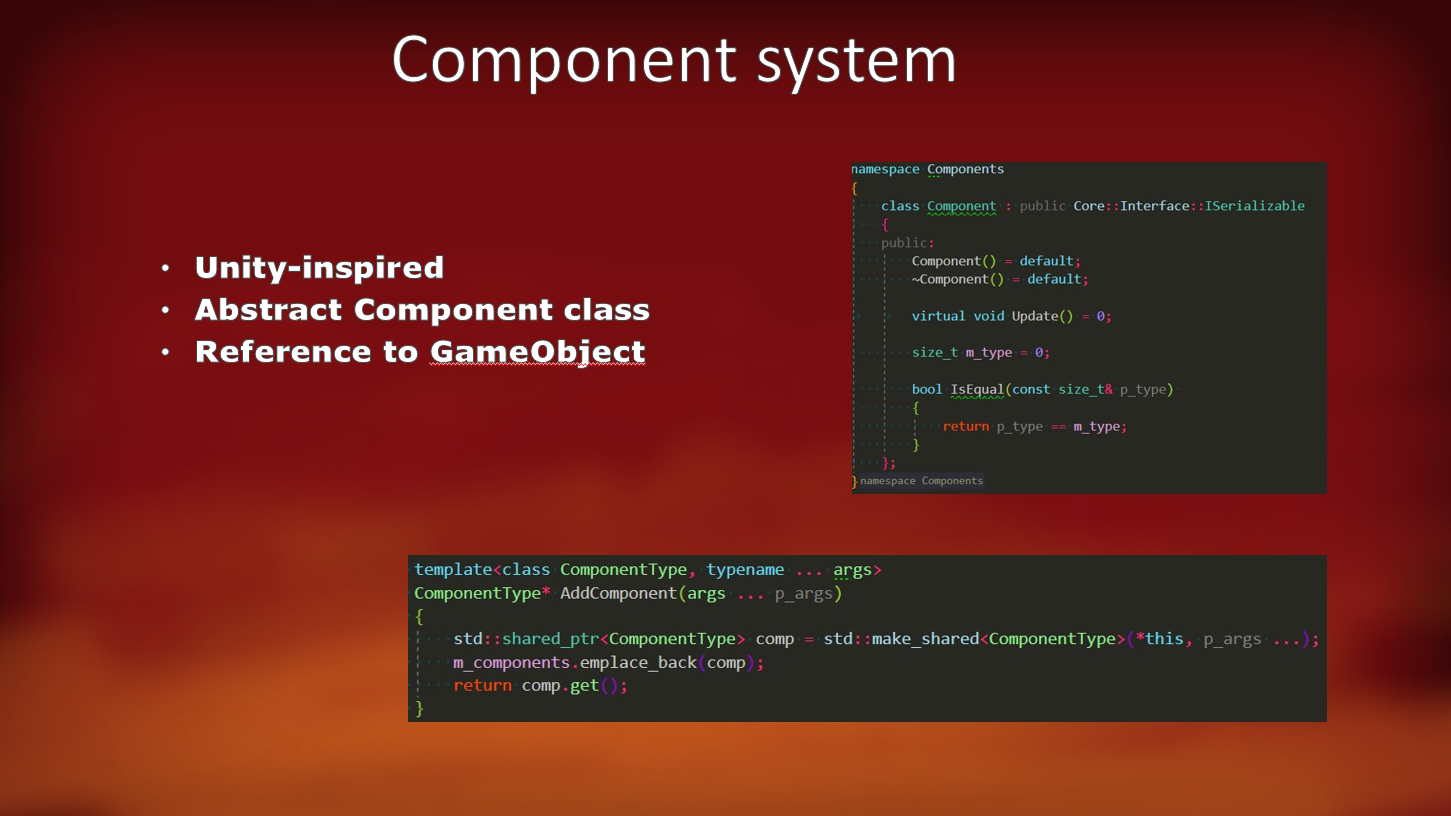 Component system
• Unity-inspired
• Abstract Component class
• Reference to GameObject
namespace Components
{
class Component : public Core::Interface::ISerializable
{
public:
Component() = default;
~Component() = default;
virtual void Update() = 0;
size_t m_type = 0;
bool IsEqual(const size_t& p_type)
{
return p_type == m_type;
}
};
} namespace Components
template<class ComponentType, typename ... args>
ComponentType* AddComponent(args ... p_args)
{
std::shared_ptr<ComponentType> comp = std::make_shared<ComponentType>(*this, p_args ...);
m_components.emplace_back(comp);
return comp.get();
}